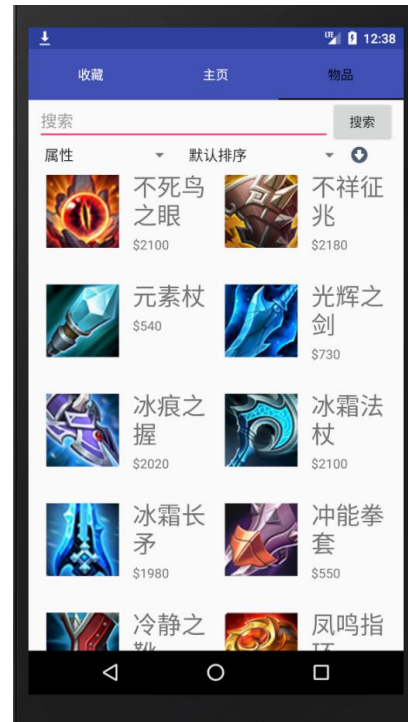 LTE 12:38
收藏 主页 物品
搜索 搜索
属性 默认排序
不死鸟
之眼
$2100
不祥征
兆
$2180
元素杖
$540
光辉之
剑
$730
冰痕之
握
$2020
冰霜法
杖
$2100
冰霜长
矛
$1980
冲能拳
套
$550
冷静之
靴
凤鸣指
环